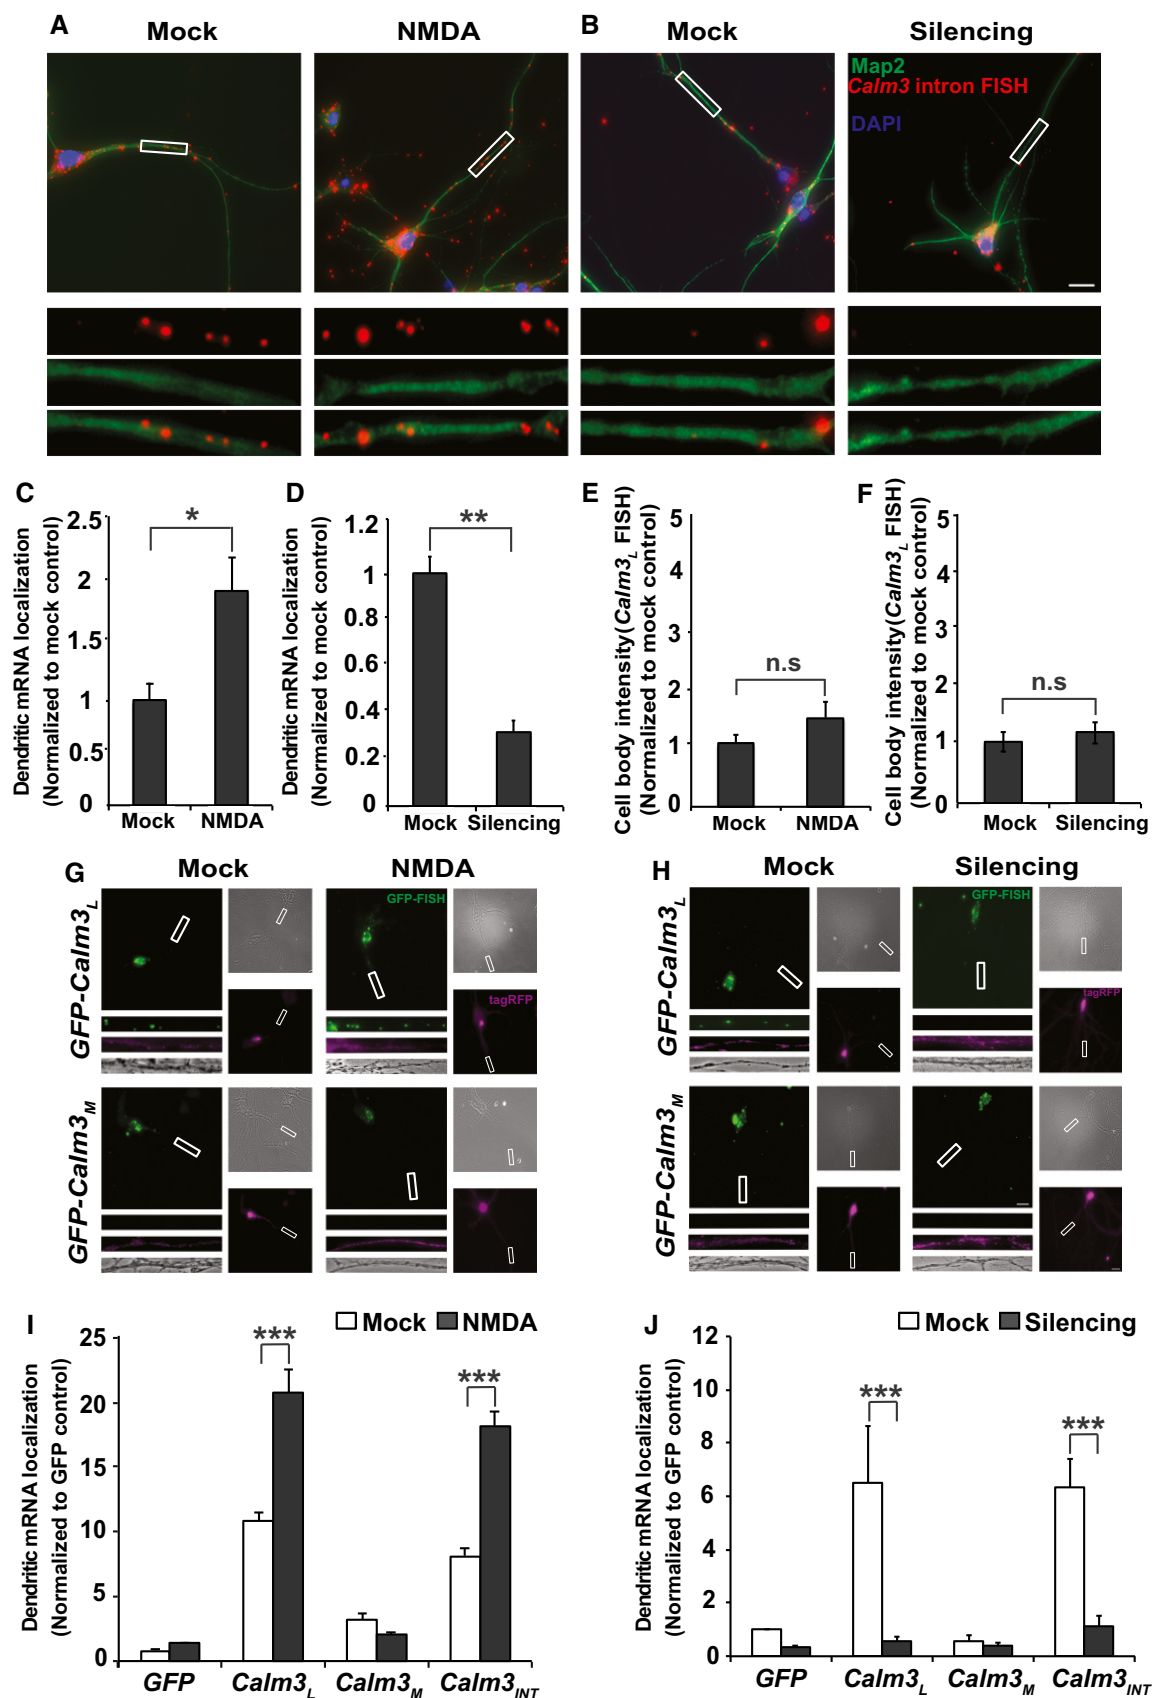 A
Mock
NMDA
B
Mock
Silencing
Map2
Calm3 intron FISH
DAPI
C
Dendritic mRNA localization
(Normalized to mock control)
2.5
2
1.5
1
0.5
0
*
Mock
NMDA
D
Dendritic mRNA localization
(Normalized to mock control)
1.2
1
0.8
0.6
0.4
0.2
0
**
Mock
Silencing
E
Cell body intensity(Calm3L FISH)
(Normalized to mock control)
5
4
3
2
1
0
n.s
Mock
NMDA
F
Cell body intensity(Calm3L FISH)
(Normalized to mock control)
5
4
3
2
1
0
n.s
Mock
Silencing
G
Mock
NMDA
GFP-Calm3L
GFP-FISH
tagRFP
GFP-Calm3M
H
Mock
Silencing
GFP-Calm3L
GFP-FISH
tagRFP
GFP-Calm3M
I
Mock
NMDA
Dendritic mRNA localization
(Normalized to GFP control)
25
20
15
10
5
0
***
***
GFP
Calm3L
Calm3M
Calm3INT
J
Mock
Silencing
Dendritic mRNA localization
(Normalized to GFP control)
12
10
8
6
4
2
0
***
***
GFP
Calm3L
Calm3M
Calm3INT